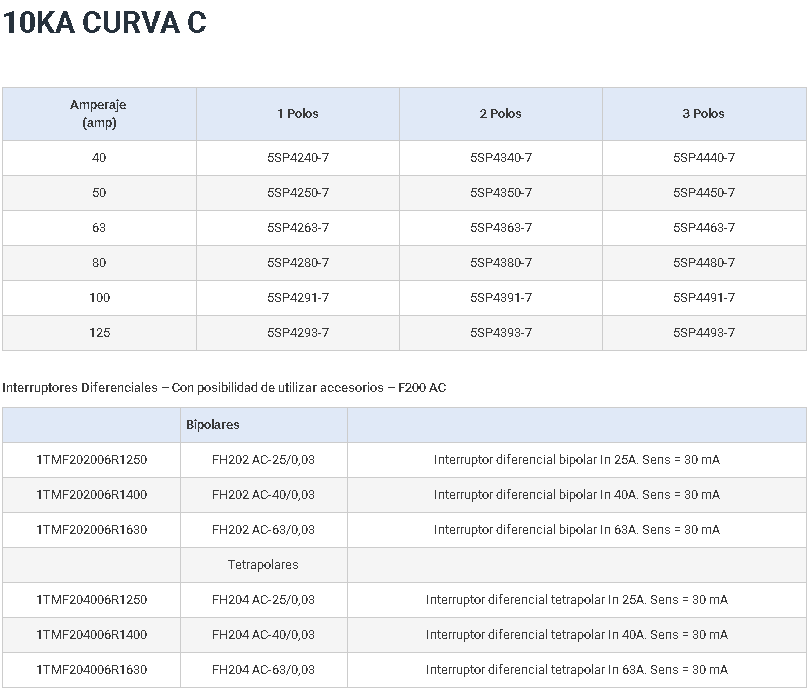 10KA CURVA C
Amperaje
(amp) 1 Polos 2 Polos 3 Polos
40 5SP4240-7 5SP4340-7 5SP4440-7
50 5SP4250-7 5SP4350-7 5SP4450-7
63 5SP4263-7 5SP4363-7 5SP4463-7
80 5SP4280-7 5SP4380-7 5SP4480-7
100 5SP4291-7 5SP4391-7 5SP4491-7
125 5SP4293-7 5SP4393-7 5SP4493-7
Interruptores Diferenciales – Con posibilidad de utilizar accesorios – F200 AC
Bipolares
1TMF202006R1250 FH202 AC-25/0,03 Interruptor diferencial bipolar In 25A. Sens = 30 mA
1TMF202006R1400 FH202 AC-40/0,03 Interruptor diferencial bipolar In 40A. Sens = 30 mA
1TMF202006R1630 FH202 AC-63/0,03 Interruptor diferencial bipolar In 63A. Sens = 30 mA
Tetrapolares
1TMF204006R1250 FH204 AC-25/0,03 Interruptor diferencial tetrapolar In 25A. Sens = 30 mA
1TMF204006R1400 FH204 AC-40/0,03 Interruptor diferencial tetrapolar In 40A. Sens = 30 mA
1TMF204006R1630 FH204 AC-63/0,03 Interruptor diferencial tetrapolar In 63A. Sens = 30 mA